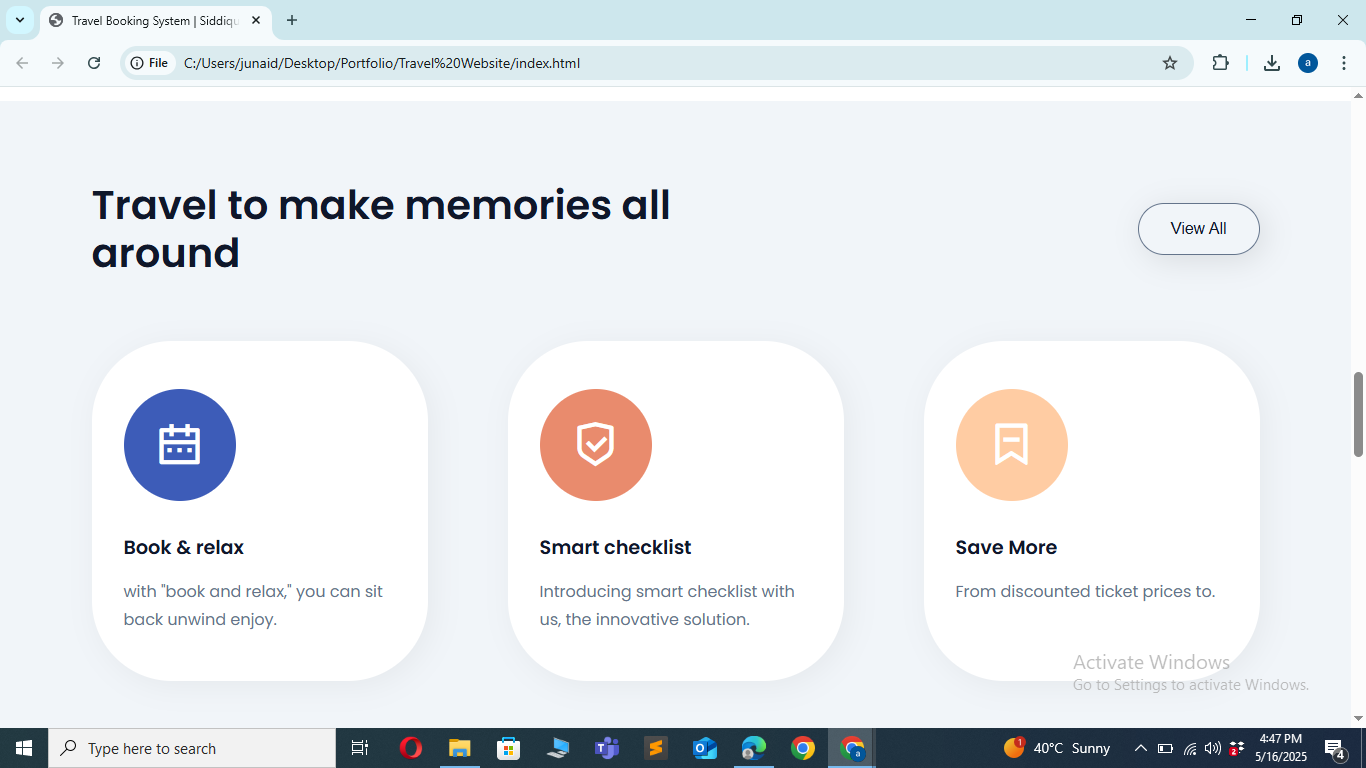 Travel Booking System | Siddiqu
File
C:/Users/junaid/Desktop/Portfolio/Travel%20Website/index.html
a
Travel to make memories all
around
View All
Book & relax
with "book and relax," you can sit
back unwind enjoy.
Smart checklist
Introducing smart checklist with
us, the innovative solution.
Save More
From discounted ticket prices to.
Activate Windows
Go to Settings to activate Windows.
Type here to search
a
1
40°C Sunny
2
4:47 PM
5/16/2025
4